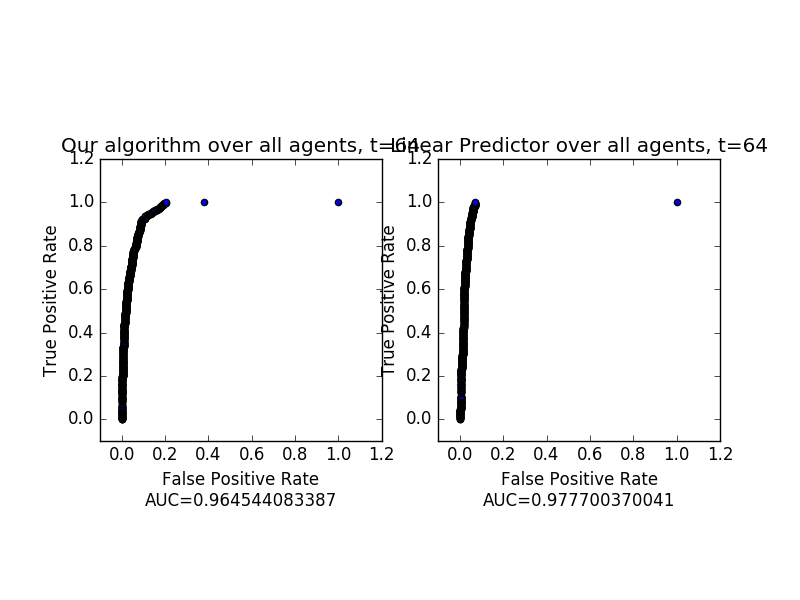 Our algorithm over all agents, t=64
1.2
1.0
0.8
0.6
0.4
0.2
0.0
True Positive Rate
0.0 0.2 0.4 0.6 0.8 1.0 1.2
False Positive Rate
AUC=0.964544083387
Linear Predictor over all agents, t=64
1.2
1.0
0.8
0.6
0.4
0.2
0.0
True Positive Rate
0.0 0.2 0.4 0.6 0.8 1.0 1.2
False Positive Rate
AUC=0.977700370041